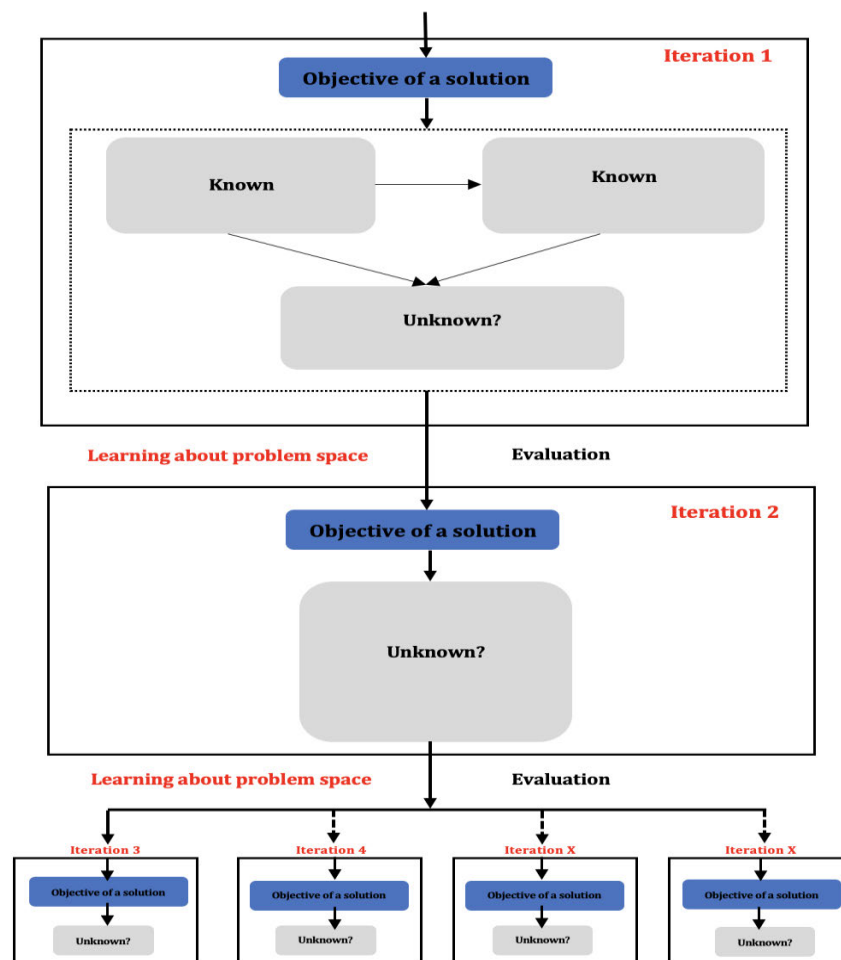 Iteration 1
Objective of a solution
Known
Known
Unknown?
Learning about problem space
Evaluation
Iteration 2
Objective of a solution
Unknown?
Learning about problem space
Evaluation
Iteration 3
Iteration 4
Iteration X
Iteration X
Objective of a solution
Objective of a solution
Objective of a solution
Objective of a solution
Unknown?
Unknown?
Unknown?
Unknown?